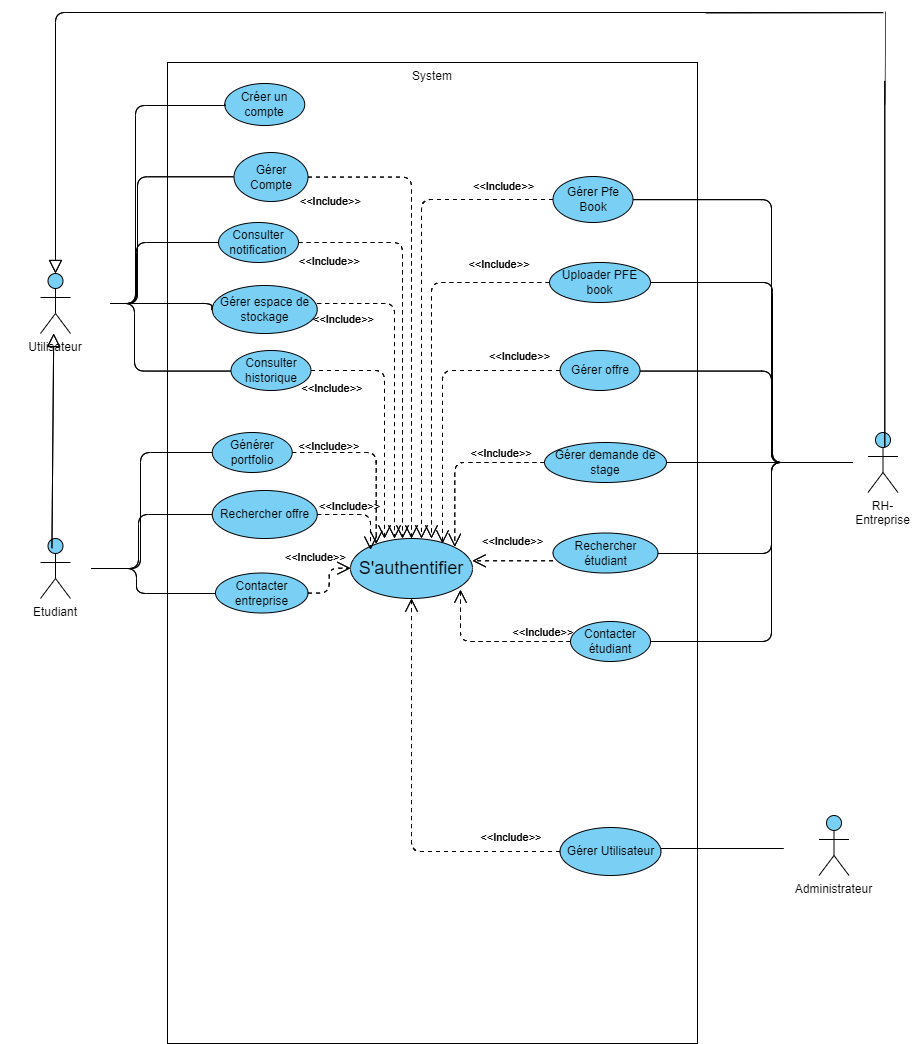 System
Créer un
compte
Gérer
Compte
<<Include>>
Consulter
notification
<<Include>>
Gérer espace de
stockage
<<Include>>
Consulter
historique
<<Include>>
Utilisateur
Générer
portfolio
<<Include>>
Rechercher offre
<<Include>>
Contacter
entreprise
<<Include>>
Etudiant
S'authentifier
<<Include>>
Gérer Pfe
Book
<<Include>>
Uploader PFE
book
<<Include>>
Gérer offre
<<Include>>
Gérer demande de
stage
<<Include>>
Rechercher
étudiant
<<Include>>
Contacter
étudiant
RH-
Entreprise
<<Include>>
Gérer Utilisateur
Administrateur